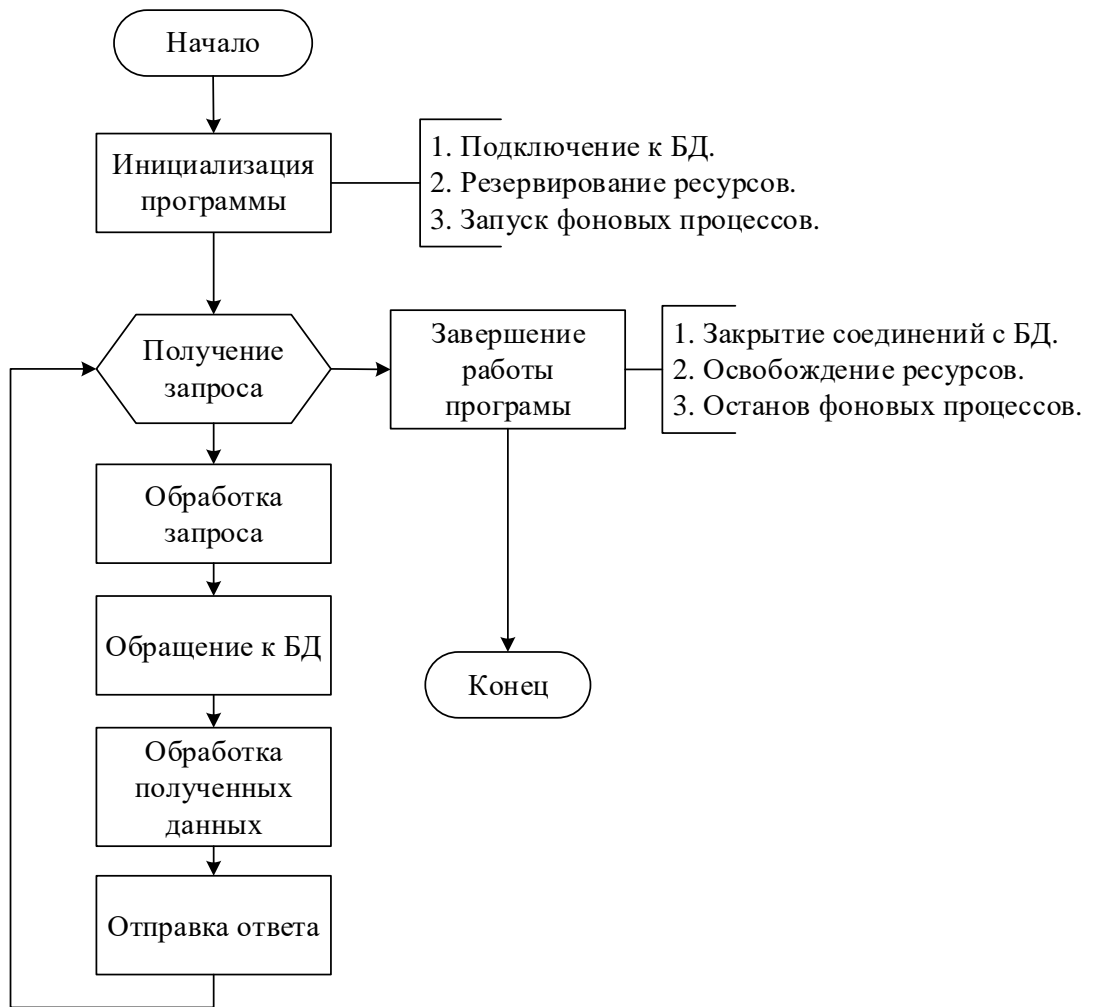 Начало
Инициализация
программы
1. Подключение к БД.
2. Резервирование ресурсов.
3. Запуск фоновых процессов.
Получение
запроса
Завершение
работы
програмы
1. Закрытие соединений с БД.
2. Освобождение ресурсов.
3. Останов фоновых процессов.
Обработка
запроса
Обращение к БД
Конец
Обработка
полученных
данных
Отправка ответа